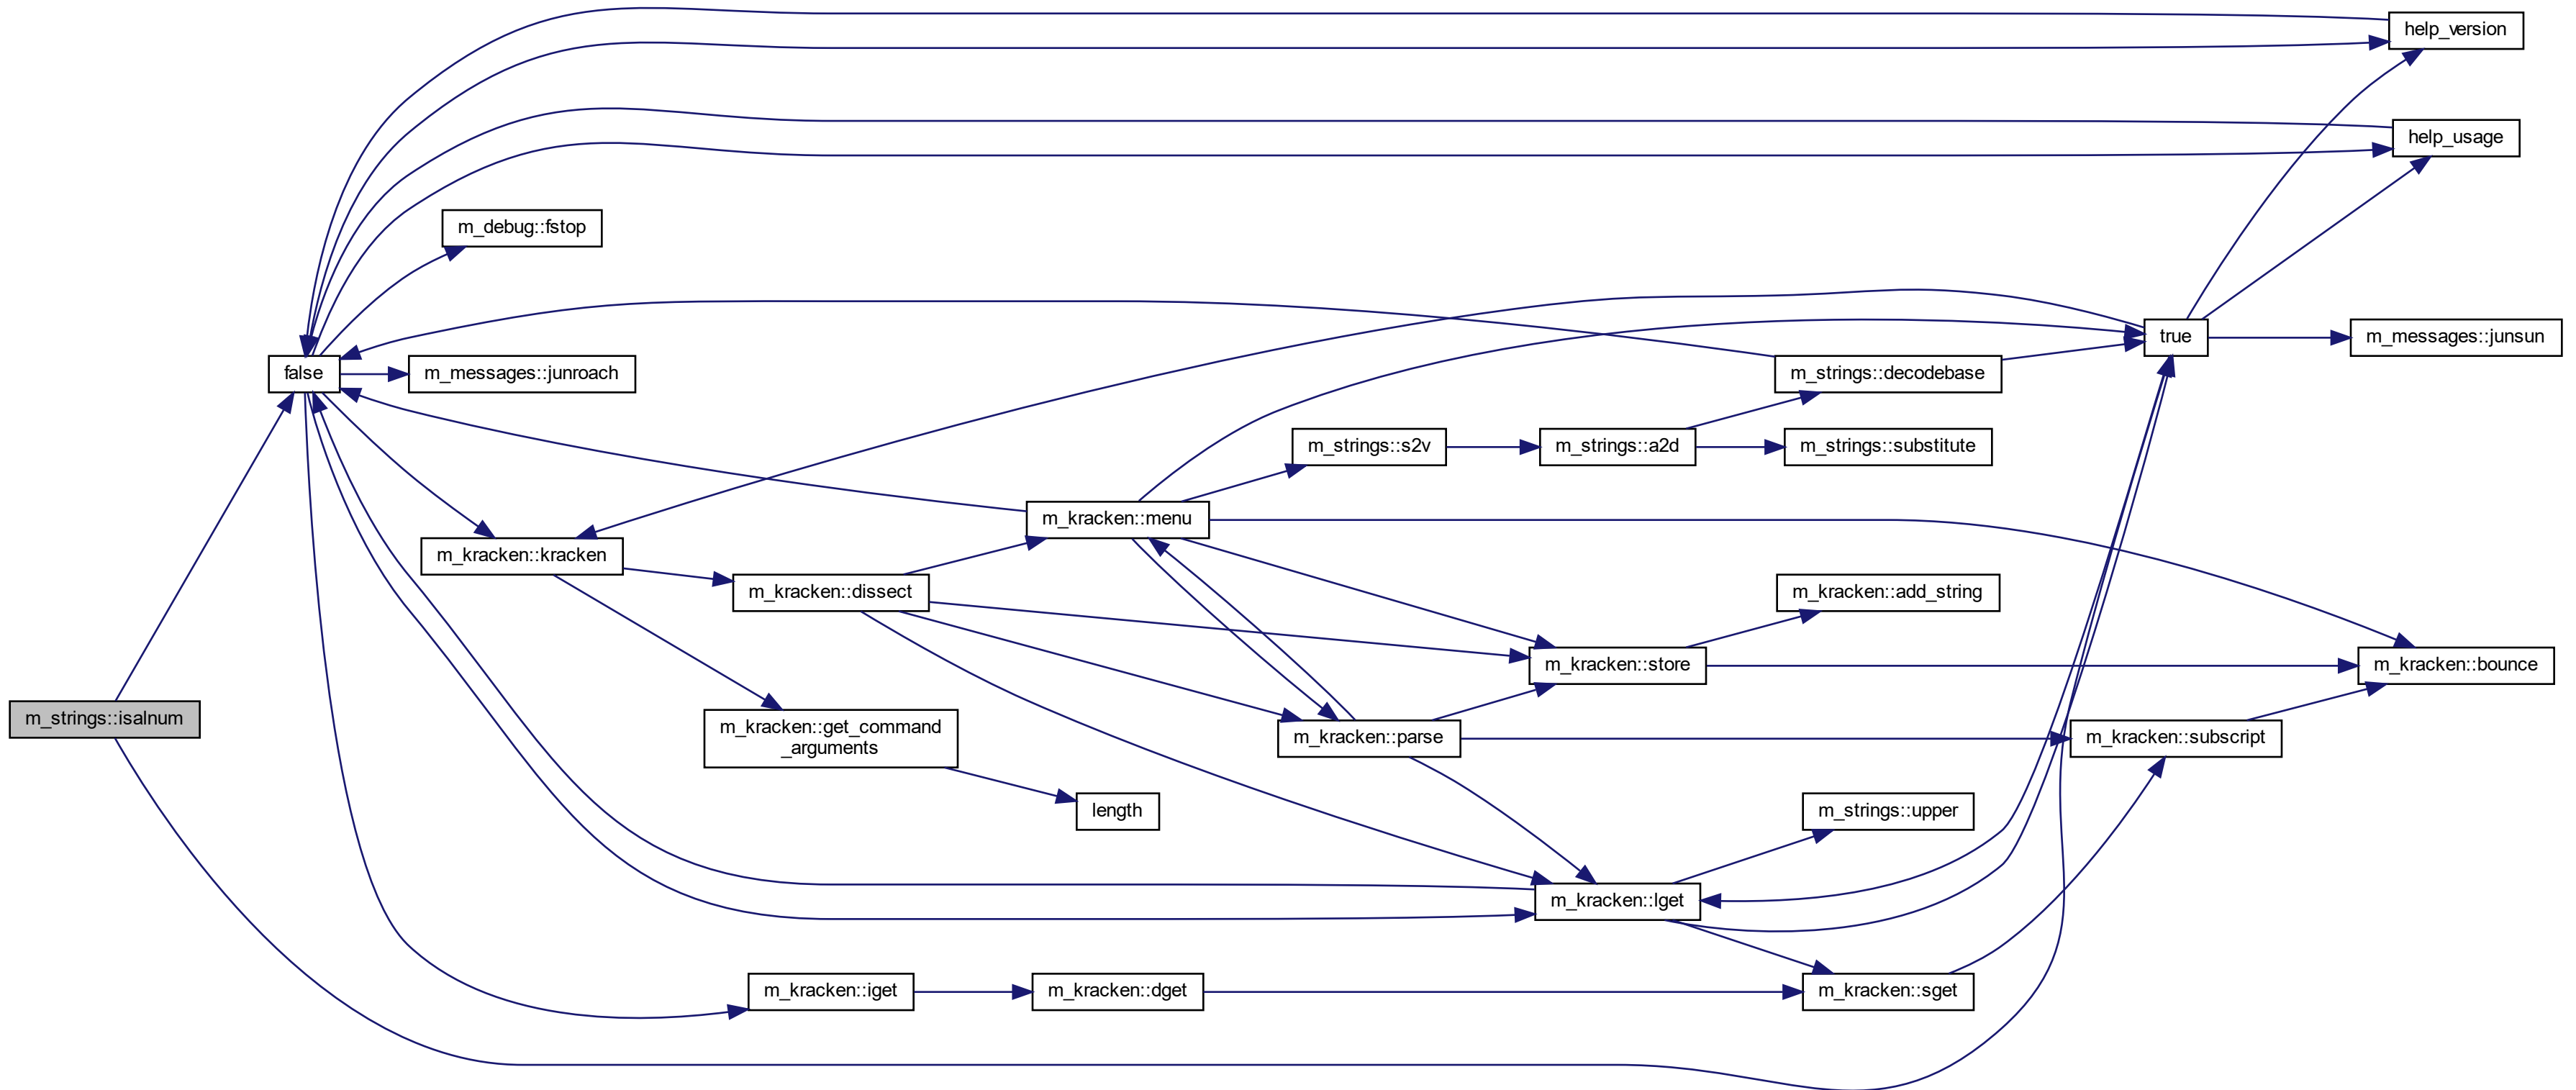 help_version
help_usage
m_debug::fstop
true
m_messages::junsun
false
m_messages::junroach
m_strings::decodebase
m_strings::s2v
m_strings::a2d
m_strings::substitute
m_kracken::menu
m_kracken::kracken
m_kracken::dissect
m_kracken::add_string
m_kracken::store
m_kracken::bounce
m_strings::isalnum
m_kracken::get_command
_arguments
m_kracken::parse
m_kracken::subscript
length
m_strings::upper
m_kracken::lget
m_kracken::iget
m_kracken::dget
m_kracken::sget